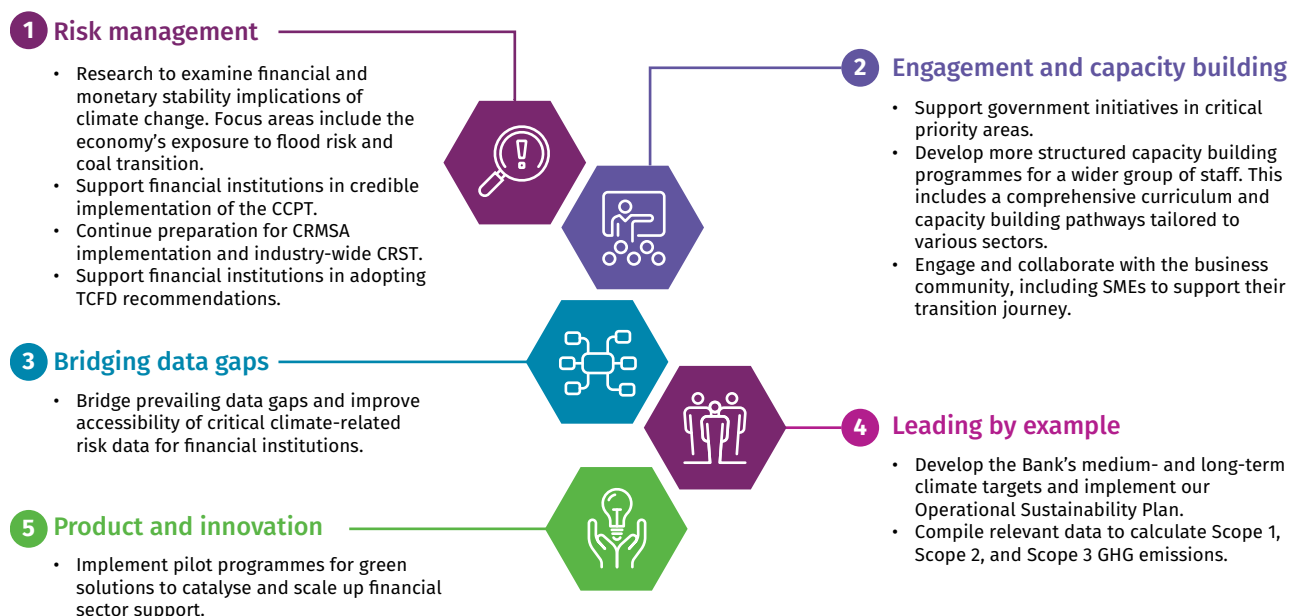 1 Risk management
• Research to examine financial and
monetary stability implications of
climate change. Focus areas include the
economy's exposure to flood risk and
coal transition.
• Support financial institutions in credible
implementation of the CCPT.
• Continue preparation for CRMSA
implementation and industry-wide CRST.
• Support financial institutions in adopting
TCFD recommendations.
2 Engagement and capacity building
• Support government initiatives in critical
priority areas.
• Develop more structured capacity building
programmes for a wider group of staff. This
includes a comprehensive curriculum and
capacity building pathways tailored to
various sectors.
• Engage and collaborate with the business
community, including SMEs to support their
transition journey.
3 Bridging data gaps
• Bridge prevailing data gaps and improve
accessibility of critical climate-related
risk data for financial institutions.
4 Leading by example
• Develop the Bank's medium- and long-term
climate targets and implement our
Operational Sustainability Plan.
• Compile relevant data to calculate Scope 1,
Scope 2, and Scope 3 GHG emissions.
5 Product and innovation
• Implement pilot programmes for green
solutions to catalyse and scale up financial
sector support.